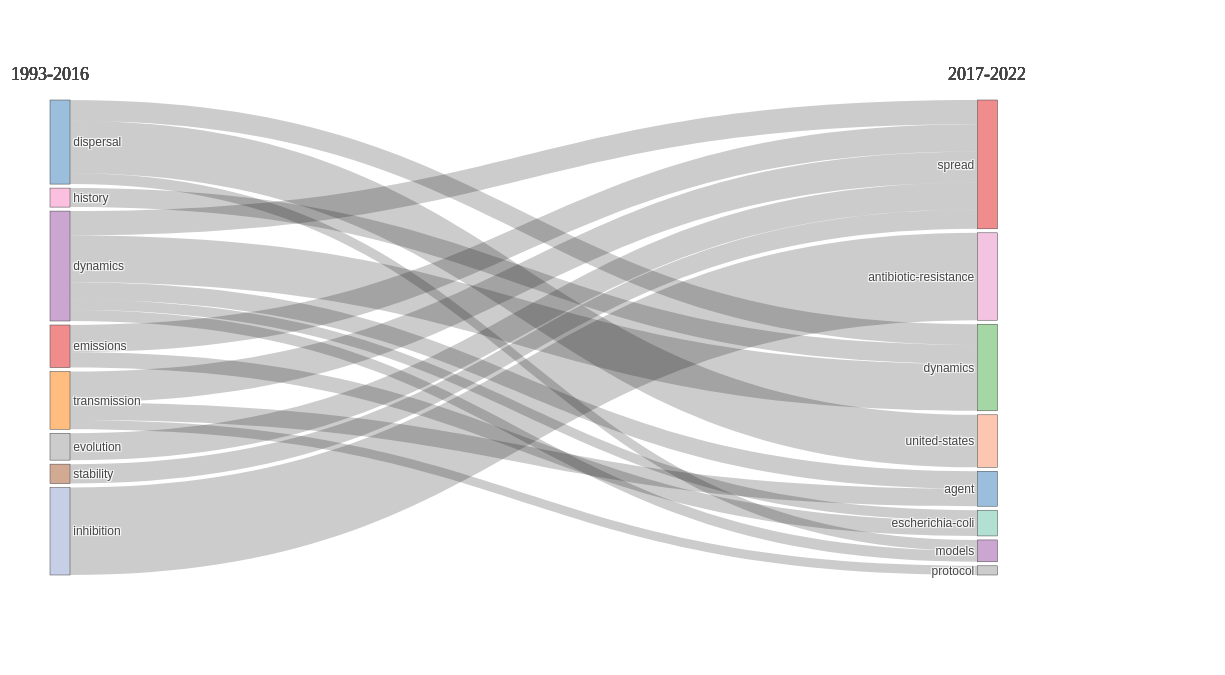 1993-2016
2017-2022
dispersal
history
dynamics
emissions
transmission
evolution
stability
inhibition
spread
antibiotic-resistance
dynamics
united-states
agent
escherichia-coli
models
protocol